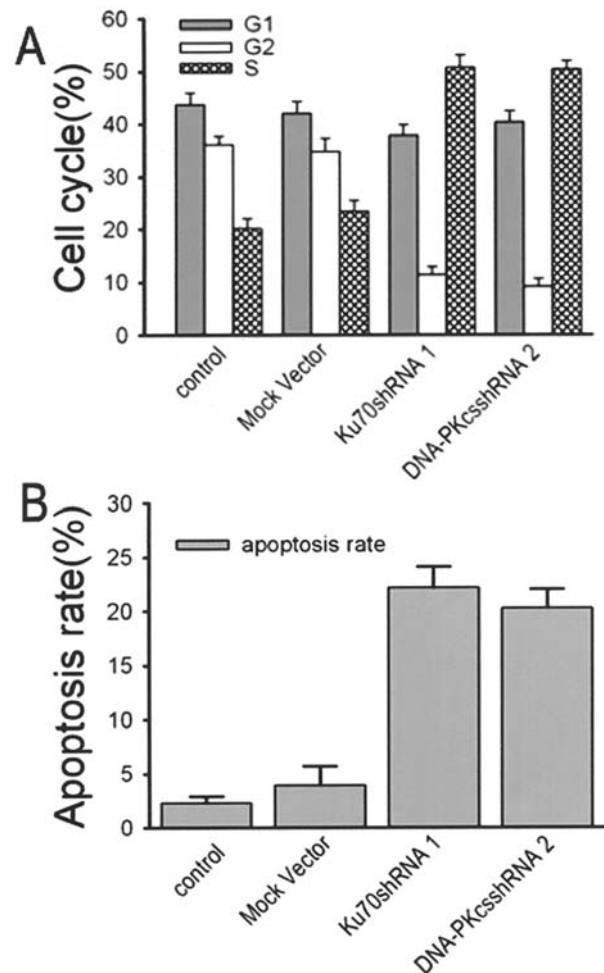 A
G1
G2
S
Cell cycle(%)
60
50
40
30
20
10
0
control
Mock Vector
Ku70shRNA 1
DNA-PKcsshRNA 2
B
apoptosis rate
Apoptosis rate(%)
30
25
20
15
10
5
0
control
Mock Vector
Ku70shRNA 1
DNA-PKcsshRNA 2